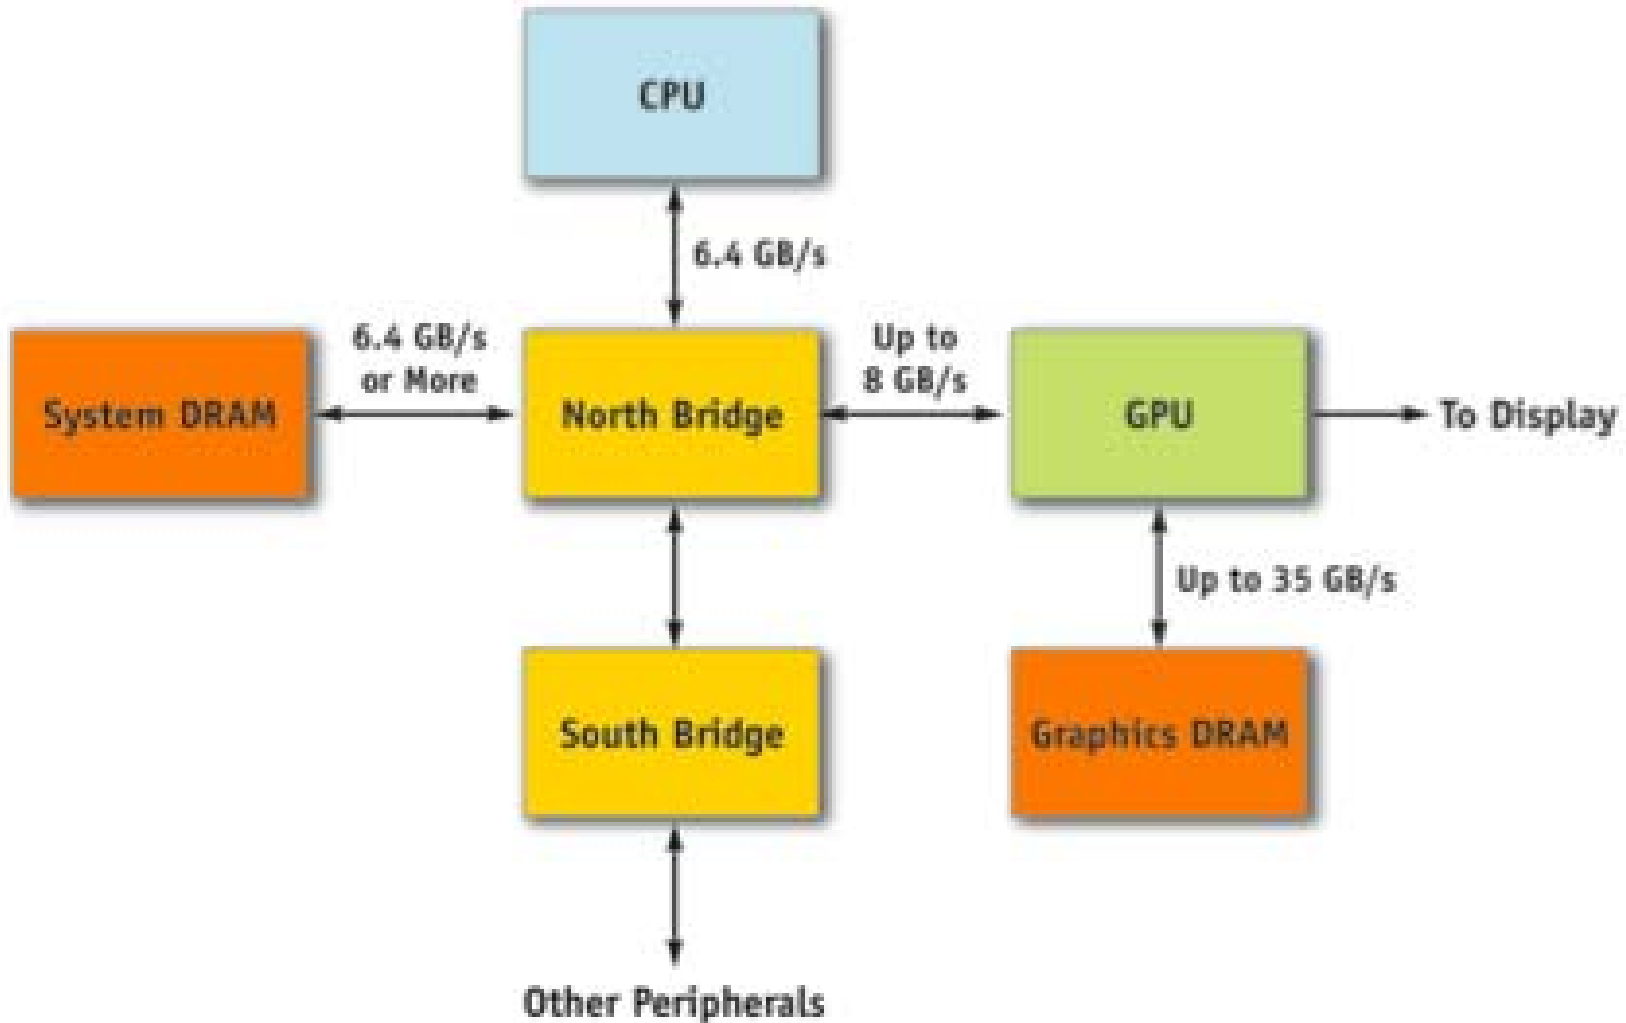 CPU
6.4 GB/s
6.4 GB/s
or More
Up to
8 GB/s
System DRAM
North Bridge
GPU
To Display
Up to 35 GB/s
South Bridge
Graphics DRAM
Other Peripherals